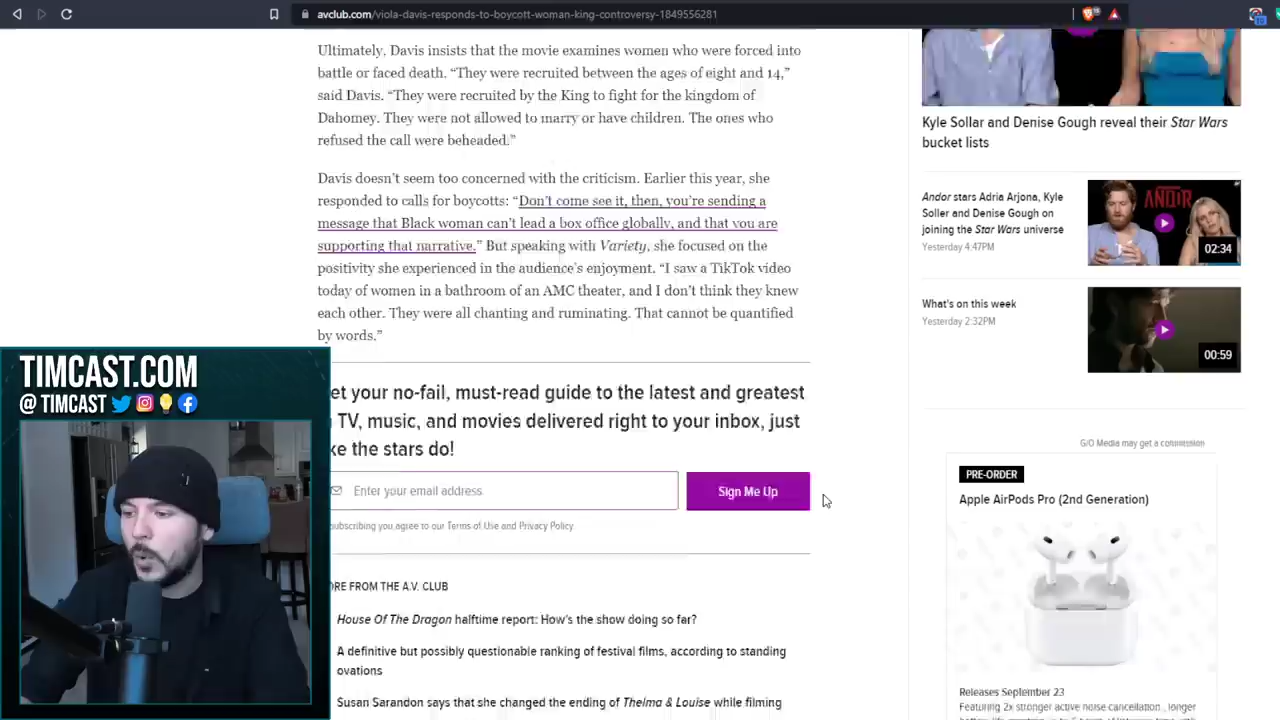 avclub.com/viola-davis-responds-to-boycott-woman-king-controversy-1849556281
Ultimately, Davis insists that the movie examines women who were forced into
battle or faced death. “They were recruited between the ages of eight and 14,”
said Davis. “They were recruited by the King to fight for the kingdom of
Dahomey. They were not allowed to marry or have children. The ones who
refused the call were beheaded.”
Davis doesn’t seem too concerned with the criticism. Earlier this year, she
responded to calls for boycotts: “Don’t come see it, then, you’re sending a
message that Black woman can’t lead a box office globally, and that you are
supporting that narrative.” But speaking with Variety, she focused on the
positivity she experienced in the audience’s enjoyment. “I saw a TikTok video
today of women in a bathroom of an AMC theater, and I don’t think they knew
each other. They were all chanting and ruminating. That cannot be quantified
by words.”
et your no-fail, must-read guide to the latest and greatest
TV, music, and movies delivered right to your inbox, just
ke the stars do!
Enter your email address
Sign Me Up
ubscribing you agree to our Terms of Use and Privacy Policy
ORE FROM THE A.V. CLUB
House Of The Dragon halftime report: How's the show doing so far?
A definitive but possibly questionable ranking of festival films, according to standing
ovations
Susan Sarandon says that she changed the ending of Thelma & Louise while filming
Kyle Sollar and Denise Gough reveal their Star Wars
bucket lists
Andor stars Adria Arjona, Kyle
Soller and Denise Gough on
joining the Star Wars universe
Yesterday 4:47PM
ANDOR
02:34
What's on this week
Yesterday 2:32PM
00:59
G/O Media may get a commission
PRE-ORDER
Apple AirPods Pro (2nd Generation)
Releases September 23
Featuring 2x stronger active noise cancellation, longer
TIMCAST.COM
@ TIMCAST